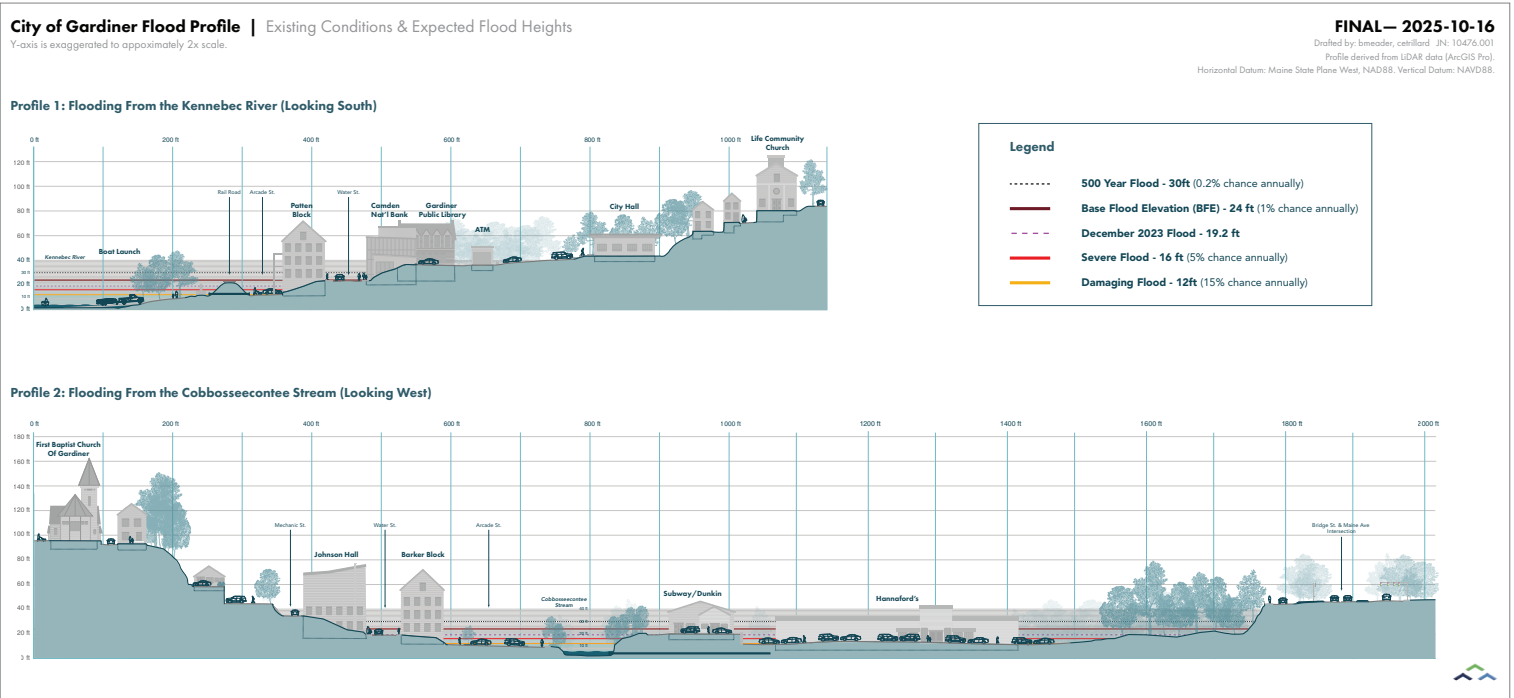 City of Gardiner Flood Profile | Existing Conditions & Expected Flood Heights
Y-axis is exaggerated to appoximately 2x scale.
FINAL— 2025-10-16
Drafted by: bmeader, cetrillard  JN: 10476.001
Profile derived from LiDAR data (ArcGIS Pro).
Horizontal Datum: Maine State Plane West, NAD88. Vertical Datum: NAVD88.
Profile 1: Flooding From the Kennebec River (Looking South)
0 ft 200 ft 400 ft 600 ft 800 ft 1000 ft
Life Community
Church
120 ft
100 ft
80 ft
60 ft
40 ft
30 ft
20 ft
10 ft
0 ft
Kennebec River
Boat Launch
Rail Road
Arcade St.
Patten
Block
Water St.
Camden
Nat'l Bank
Gardiner
Public Library
ATM
City Hall
Legend
500 Year Flood - 30ft (0.2% chance annually)
Base Flood Elevation (BFE) - 24 ft (1% chance annually)
December 2023 Flood - 19.2 ft
Severe Flood - 16 ft (5% chance annually)
Damaging Flood - 12ft (15% chance annually)
Profile 2: Flooding From the Cobbosseecontee Stream (Looking West)
0 ft 200 ft 400 ft 600 ft 800 ft 1000 ft 1200 ft 1400 ft 1600 ft 1800 ft 2000 ft
180 ft
160 ft
140 ft
120 ft
100 ft
80 ft
60 ft
40 ft
20 ft
0 ft
First Baptist Church
Of Gardiner
Mechanic St.
Johnson Hall
Water St.
Barker Block
Arcade St.
Cobbosseecontee
Stream
40 ft
10 ft
Subway/Dunkin
Hannaford's
Bridge St. & Maine Ave
Intersection